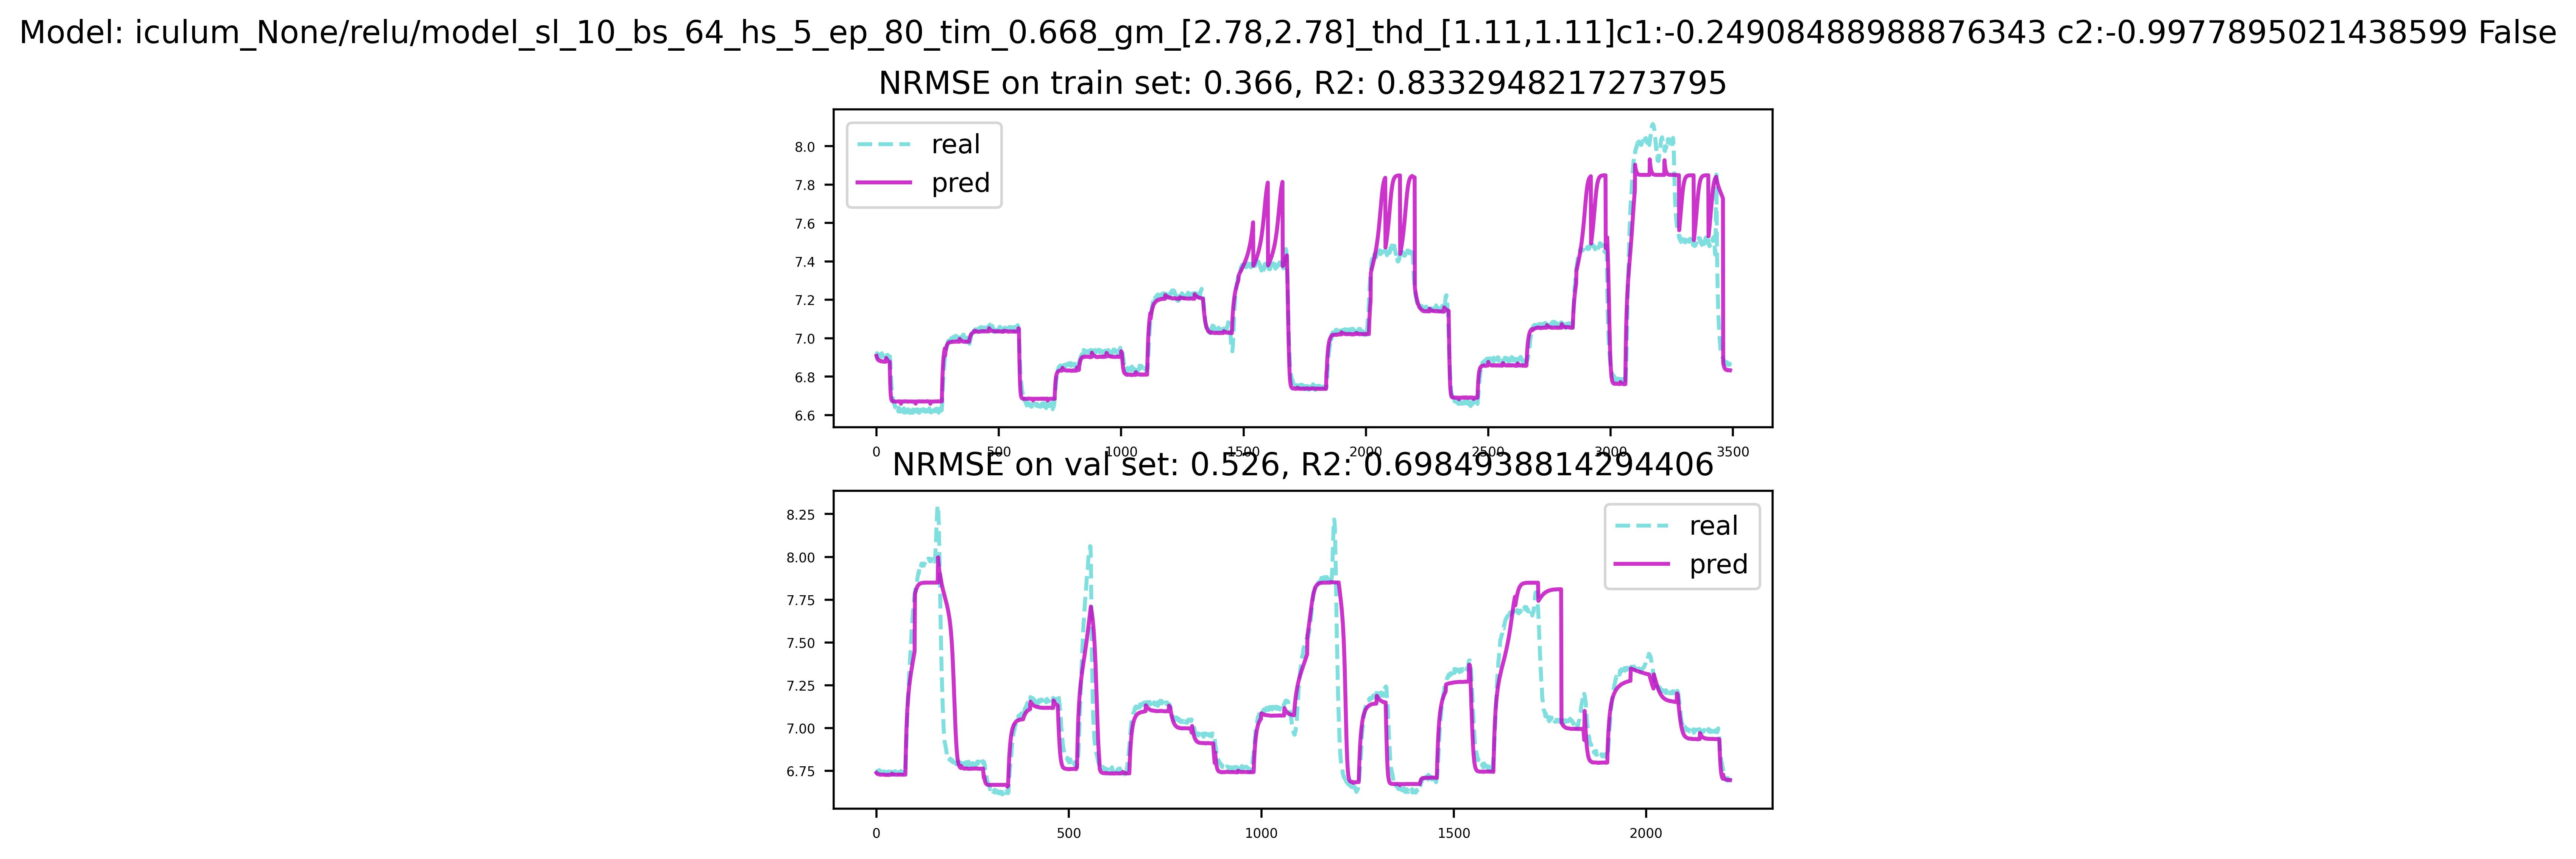 Model: iculum_None/relu/model_sl_10_bs_64_hs_5_ep_80_tim_0.668_gm_[2.78,2.78]_thd_[1.11,1.11]c1:-0.24908488988876343 c2:-0.9977895021438599 False
NRMSE on train set: 0.366, R2: 0.8332948217273795
real
pred
8.0
7.8
7.6
7.4
7.2
7.0
6.8
6.6
0 500 1000 1500 2000 2500 3000 3500
NRMSE on val set: 0.526, R2: 0.6984938814294406
real
pred
8.25
8.00
7.75
7.50
7.25
7.00
6.75
0 500 1000 1500 2000